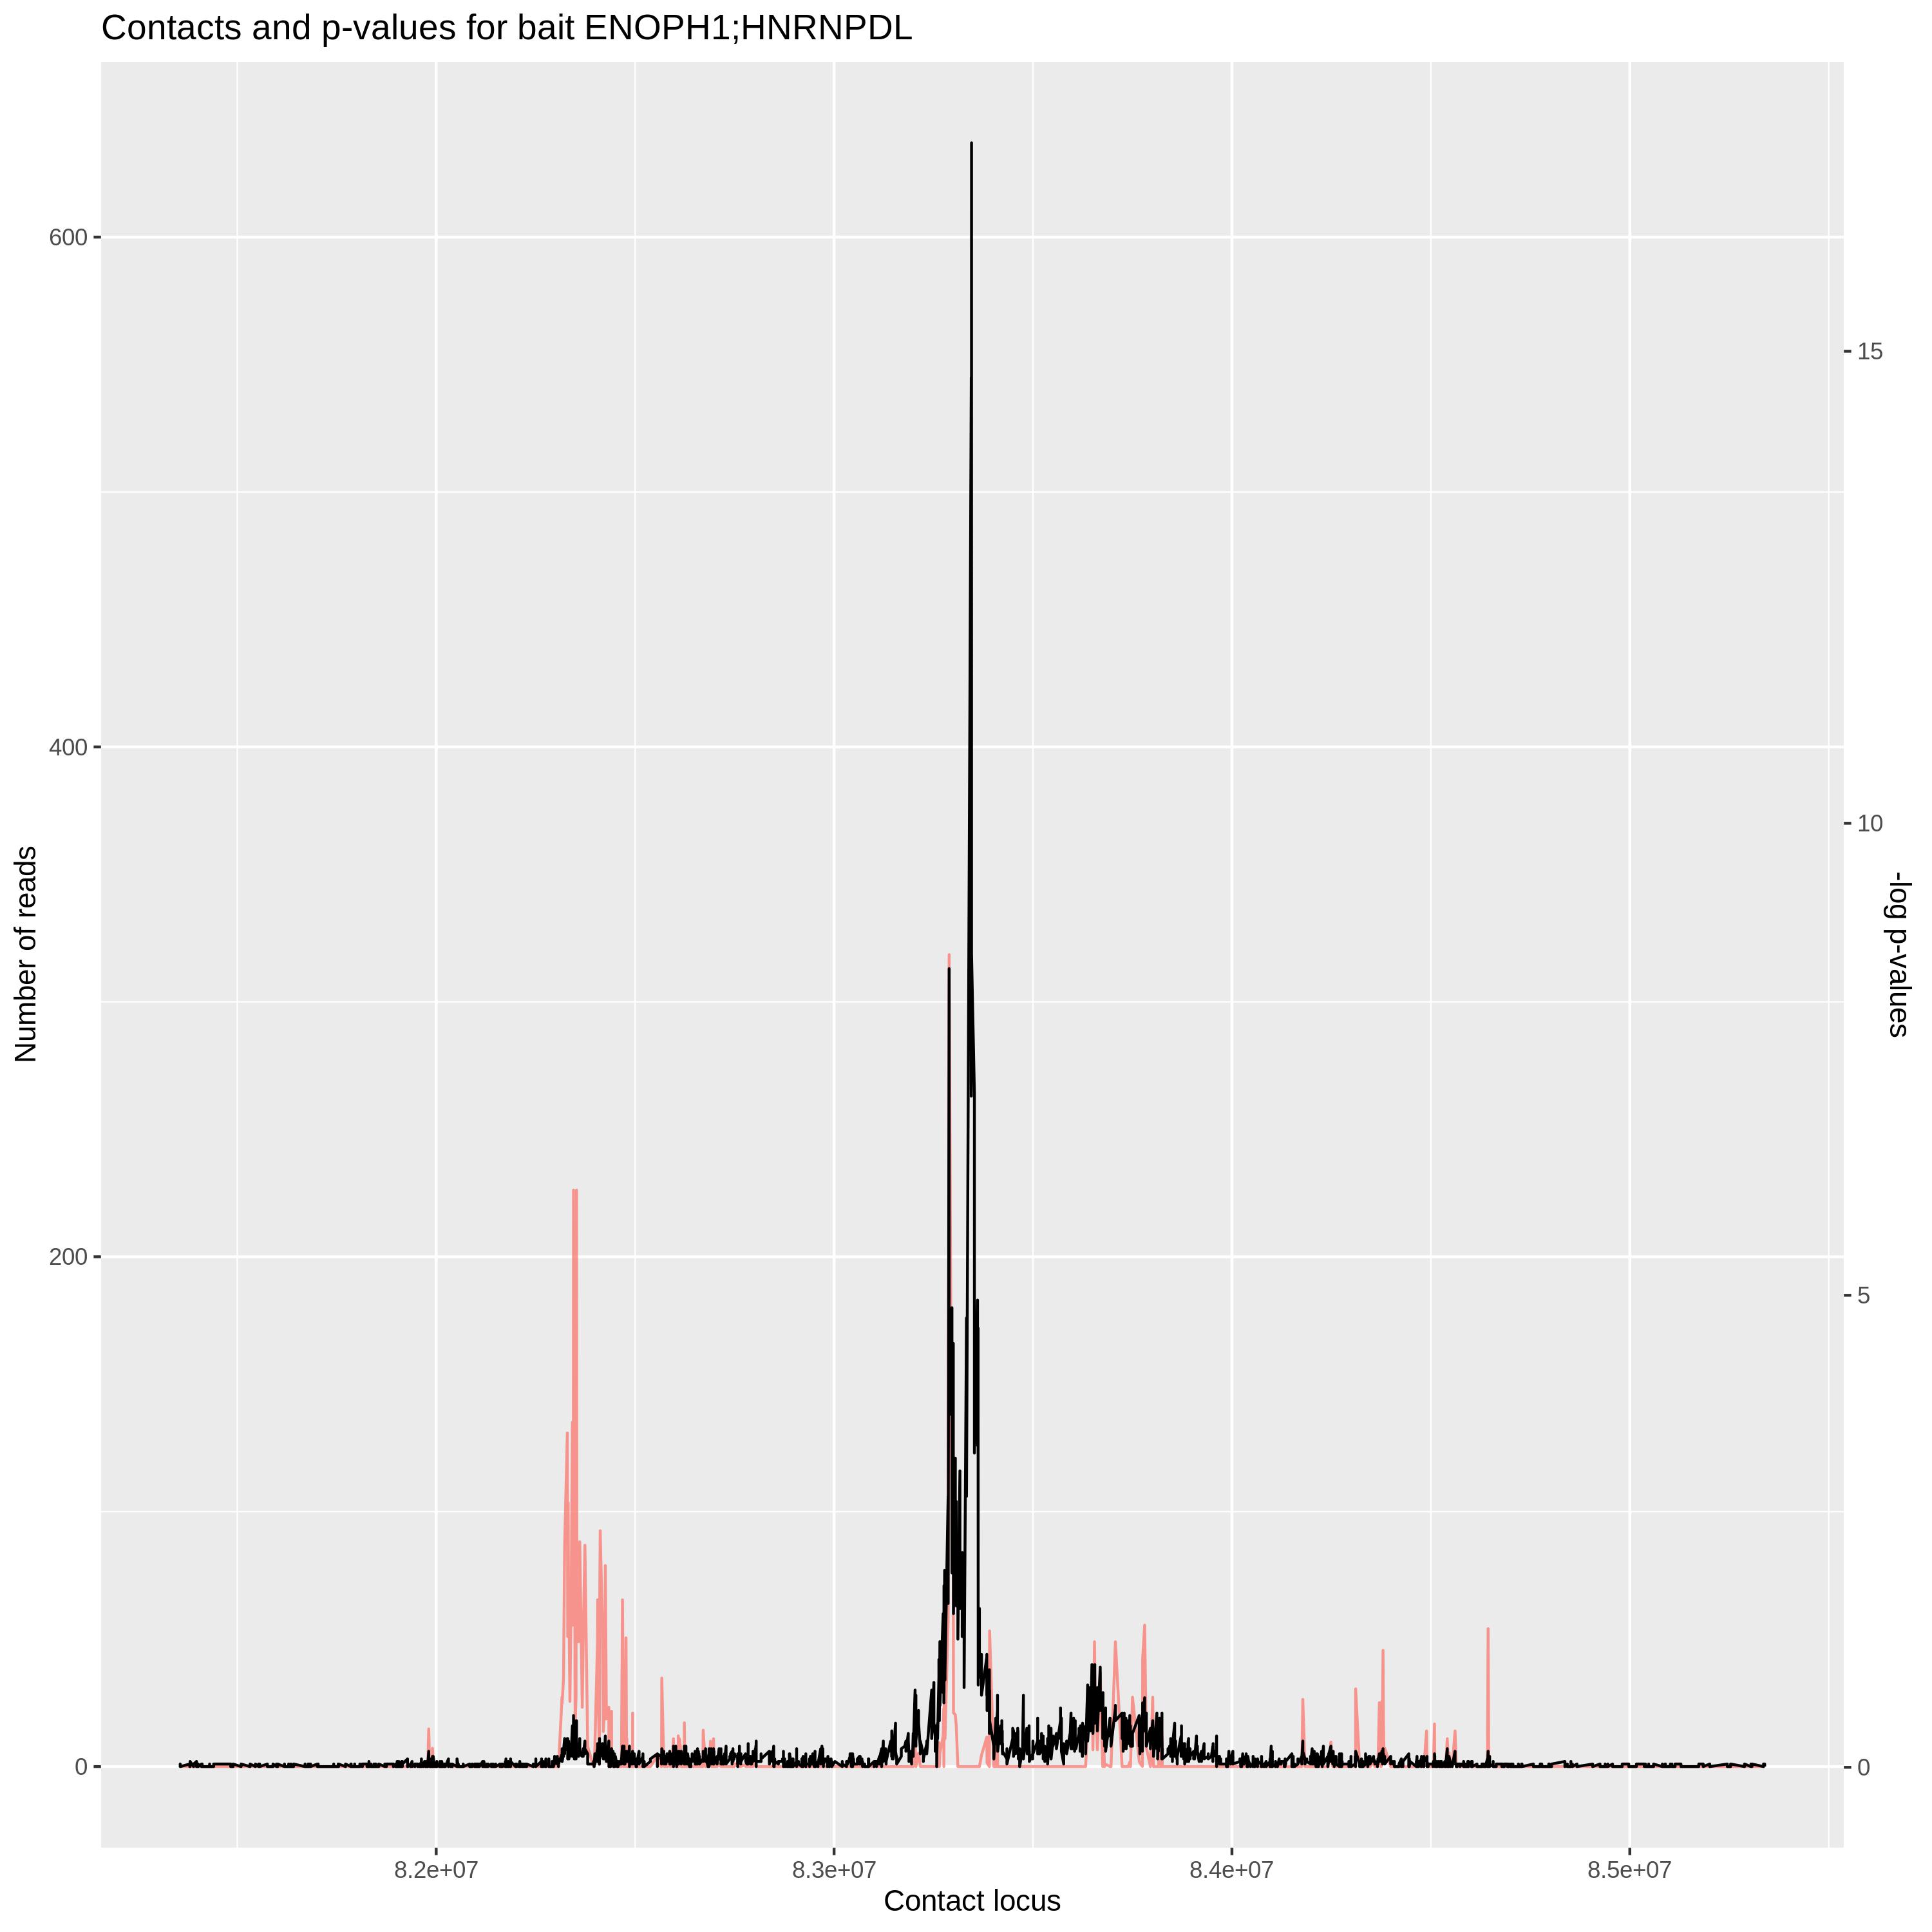 Contacts and p-values for bait ENOPH1;HNRNPDL
600
400
200
0
Number of reads
15
10
5
0
-log p-values
8.2e+07 8.3e+07 8.4e+07 8.5e+07
Contact locus